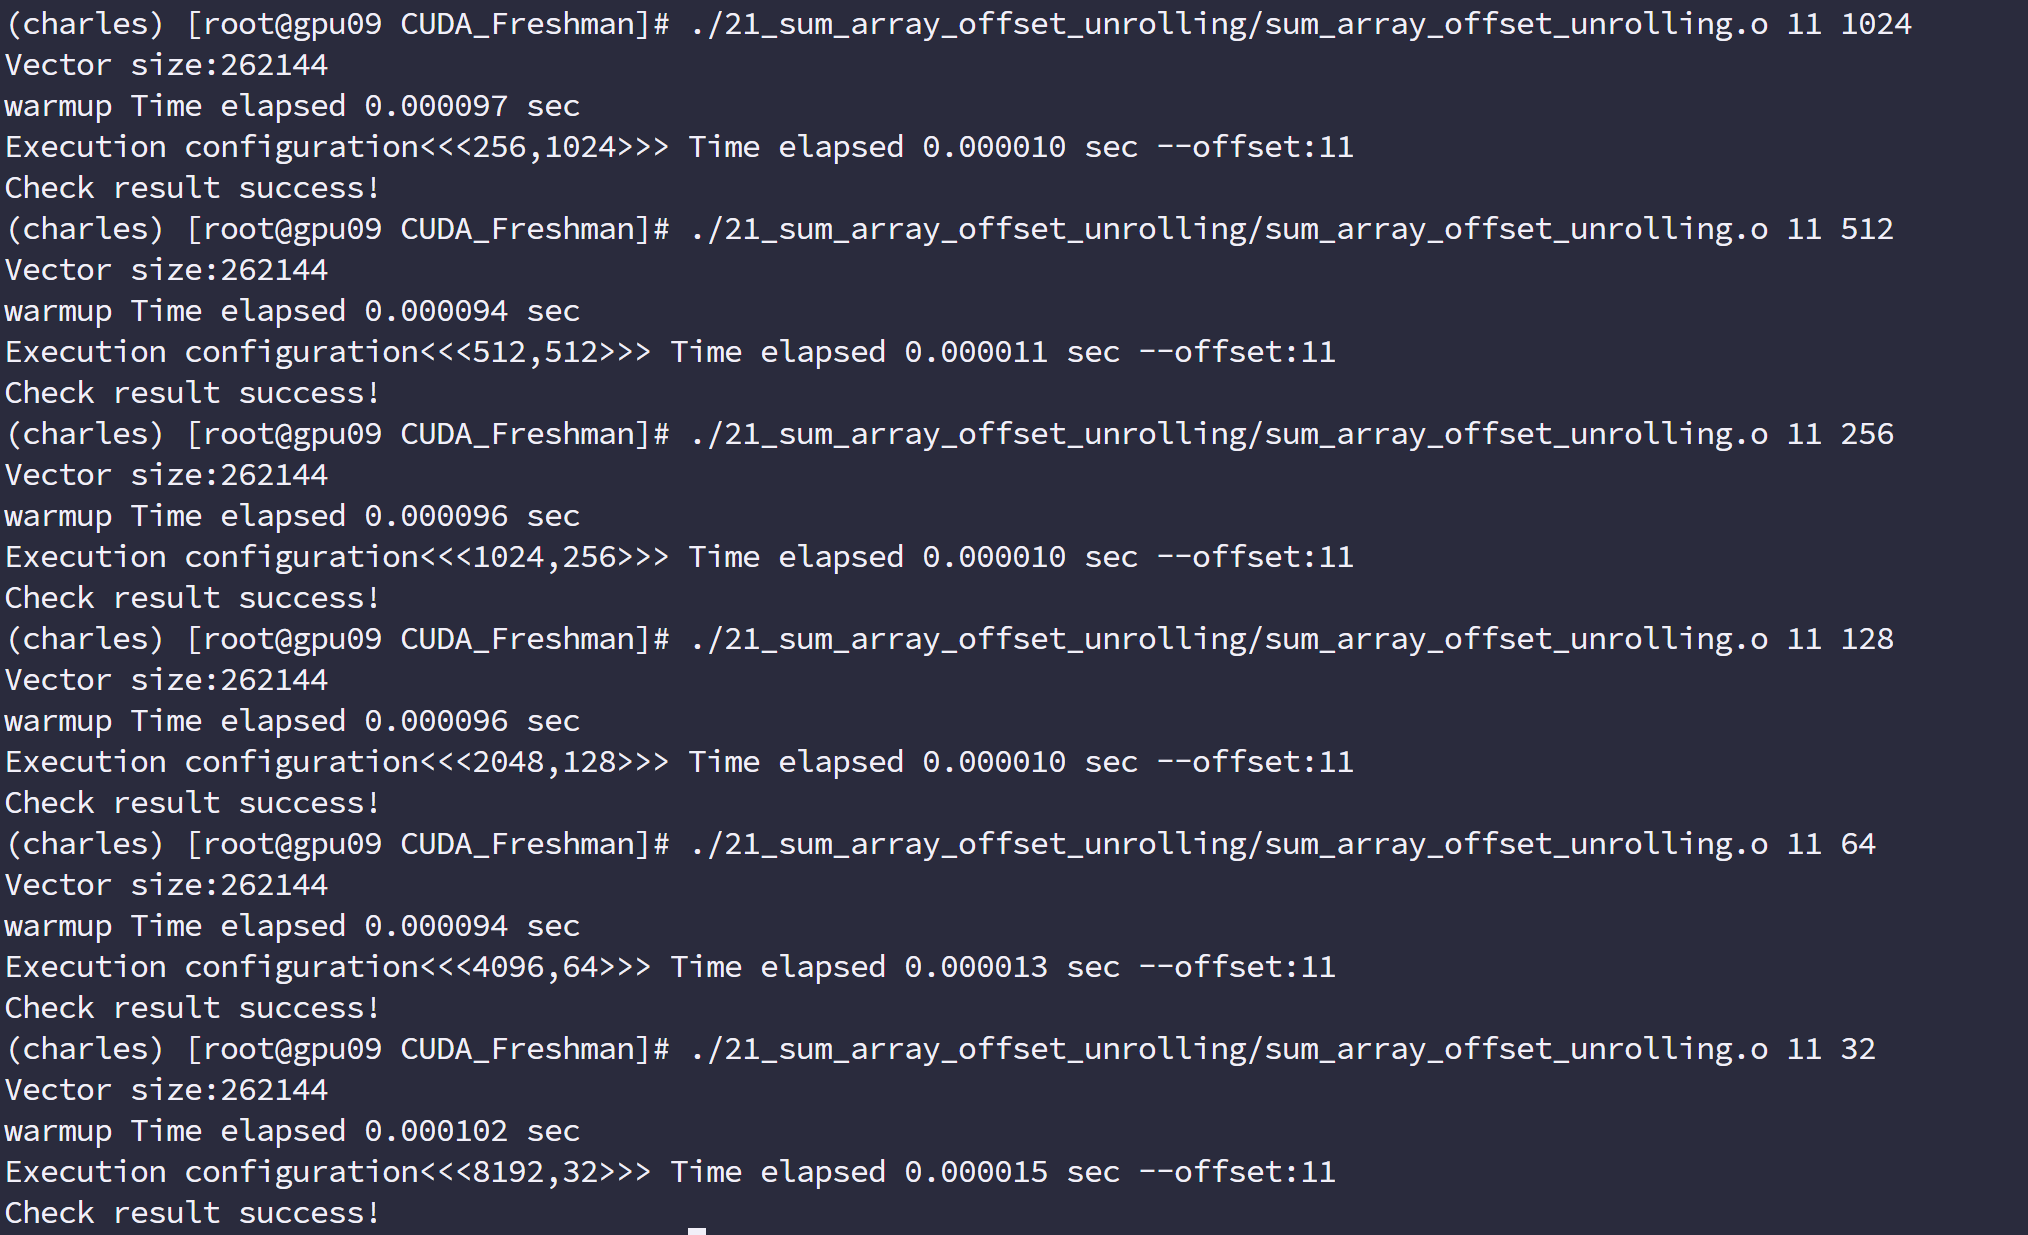 (charles) [root@gpu09 CUDA_Freshman]# ./21_sum_array_offset_unrolling/sum_array_offset_unrolling.o 11 1024
Vector size:262144
warmup Time elapsed 0.000097 sec
Execution configuration<<<256,1024>>> Time elapsed 0.000010 sec --offset:11
Check result success!
(charles) [root@gpu09 CUDA_Freshman]# ./21_sum_array_offset_unrolling/sum_array_offset_unrolling.o 11 512
Vector size:262144
warmup Time elapsed 0.000094 sec
Execution configuration<<<512,512>>> Time elapsed 0.000011 sec --offset:11
Check result success!
(charles) [root@gpu09 CUDA_Freshman]# ./21_sum_array_offset_unrolling/sum_array_offset_unrolling.o 11 256
Vector size:262144
warmup Time elapsed 0.000096 sec
Execution configuration<<<1024,256>>> Time elapsed 0.000010 sec --offset:11
Check result success!
(charles) [root@gpu09 CUDA_Freshman]# ./21_sum_array_offset_unrolling/sum_array_offset_unrolling.o 11 128
Vector size:262144
warmup Time elapsed 0.000096 sec
Execution configuration<<<2048,128>>> Time elapsed 0.000010 sec --offset:11
Check result success!
(charles) [root@gpu09 CUDA_Freshman]# ./21_sum_array_offset_unrolling/sum_array_offset_unrolling.o 11 64
Vector size:262144
warmup Time elapsed 0.000094 sec
Execution configuration<<<4096,64>>> Time elapsed 0.000013 sec --offset:11
Check result success!
(charles) [root@gpu09 CUDA_Freshman]# ./21_sum_array_offset_unrolling/sum_array_offset_unrolling.o 11 32
Vector size:262144
warmup Time elapsed 0.000102 sec
Execution configuration<<<8192,32>>> Time elapsed 0.000015 sec --offset:11
Check result success!